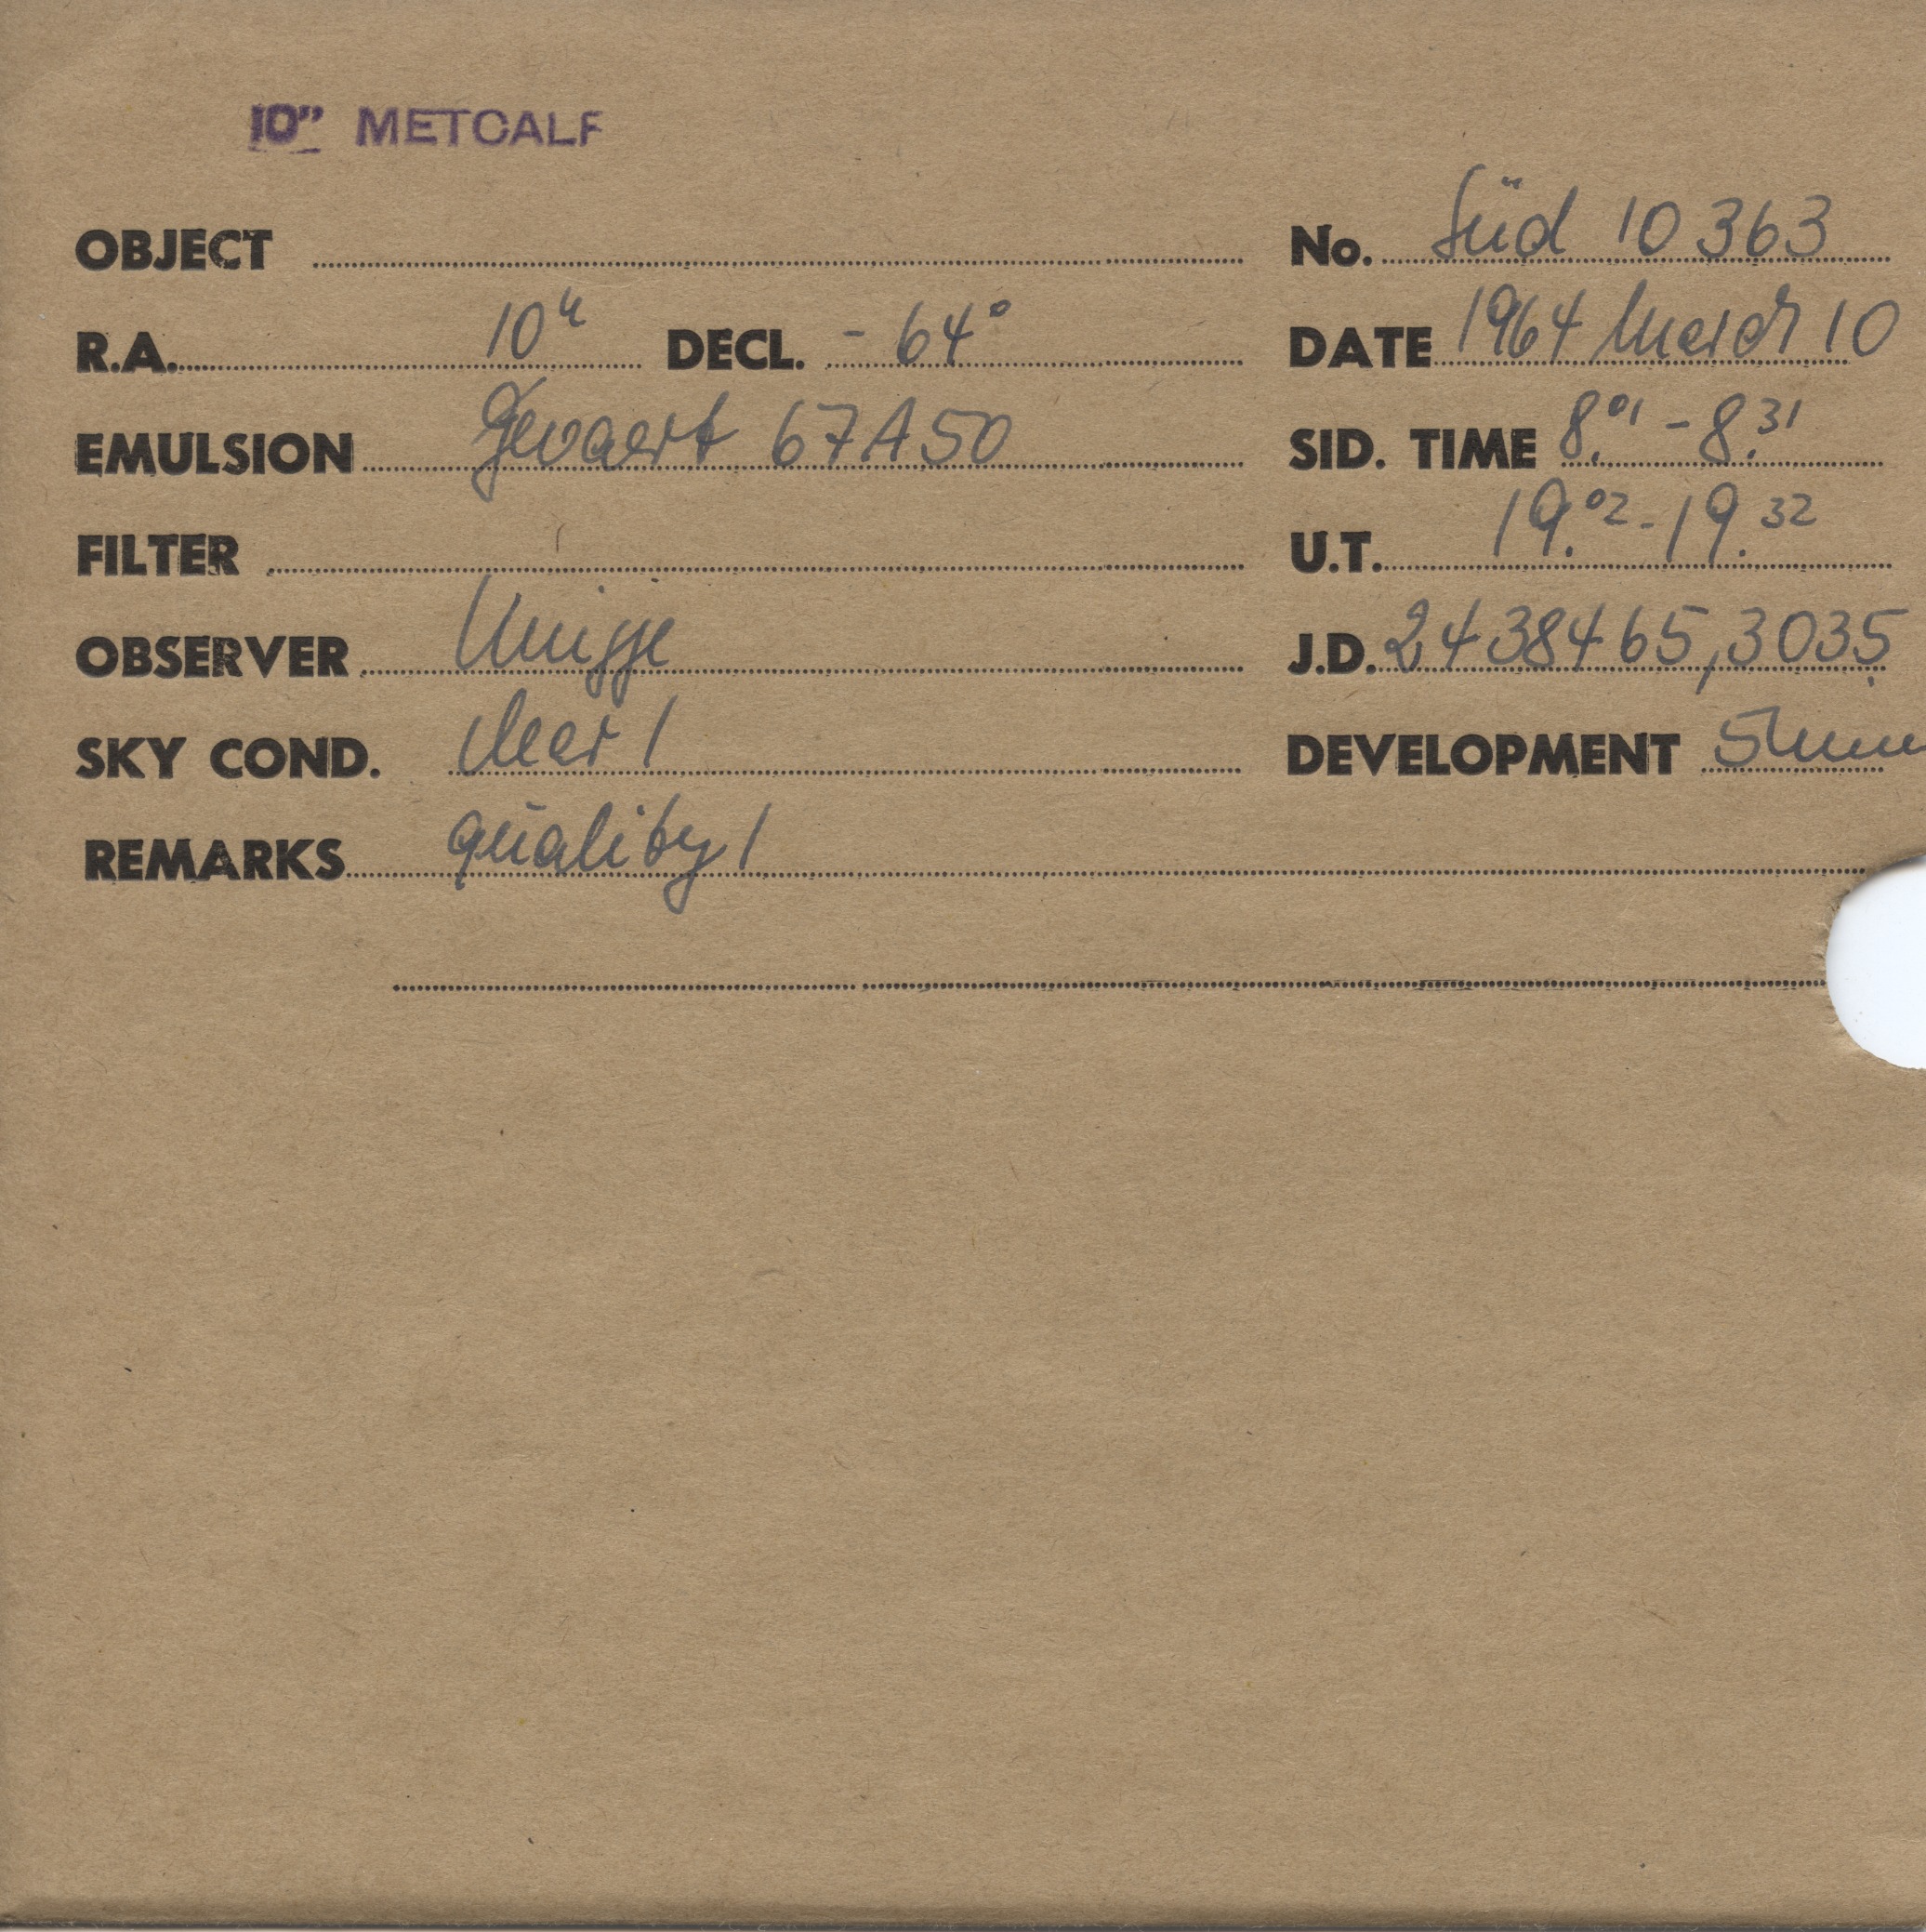 10" METCALF
OBJECT No. Süd 10363
R.A. 10h DECL. - 64° DATE 1964 March 10
EMULSION Gevaert 67A50 SID. TIME 8.01 - 8.31
FILTER U.T. 19.02 - 19.32
OBSERVER J.D. 2438465,3035
SKY COND. clear 1 DEVELOPMENT
REMARKS quality 1